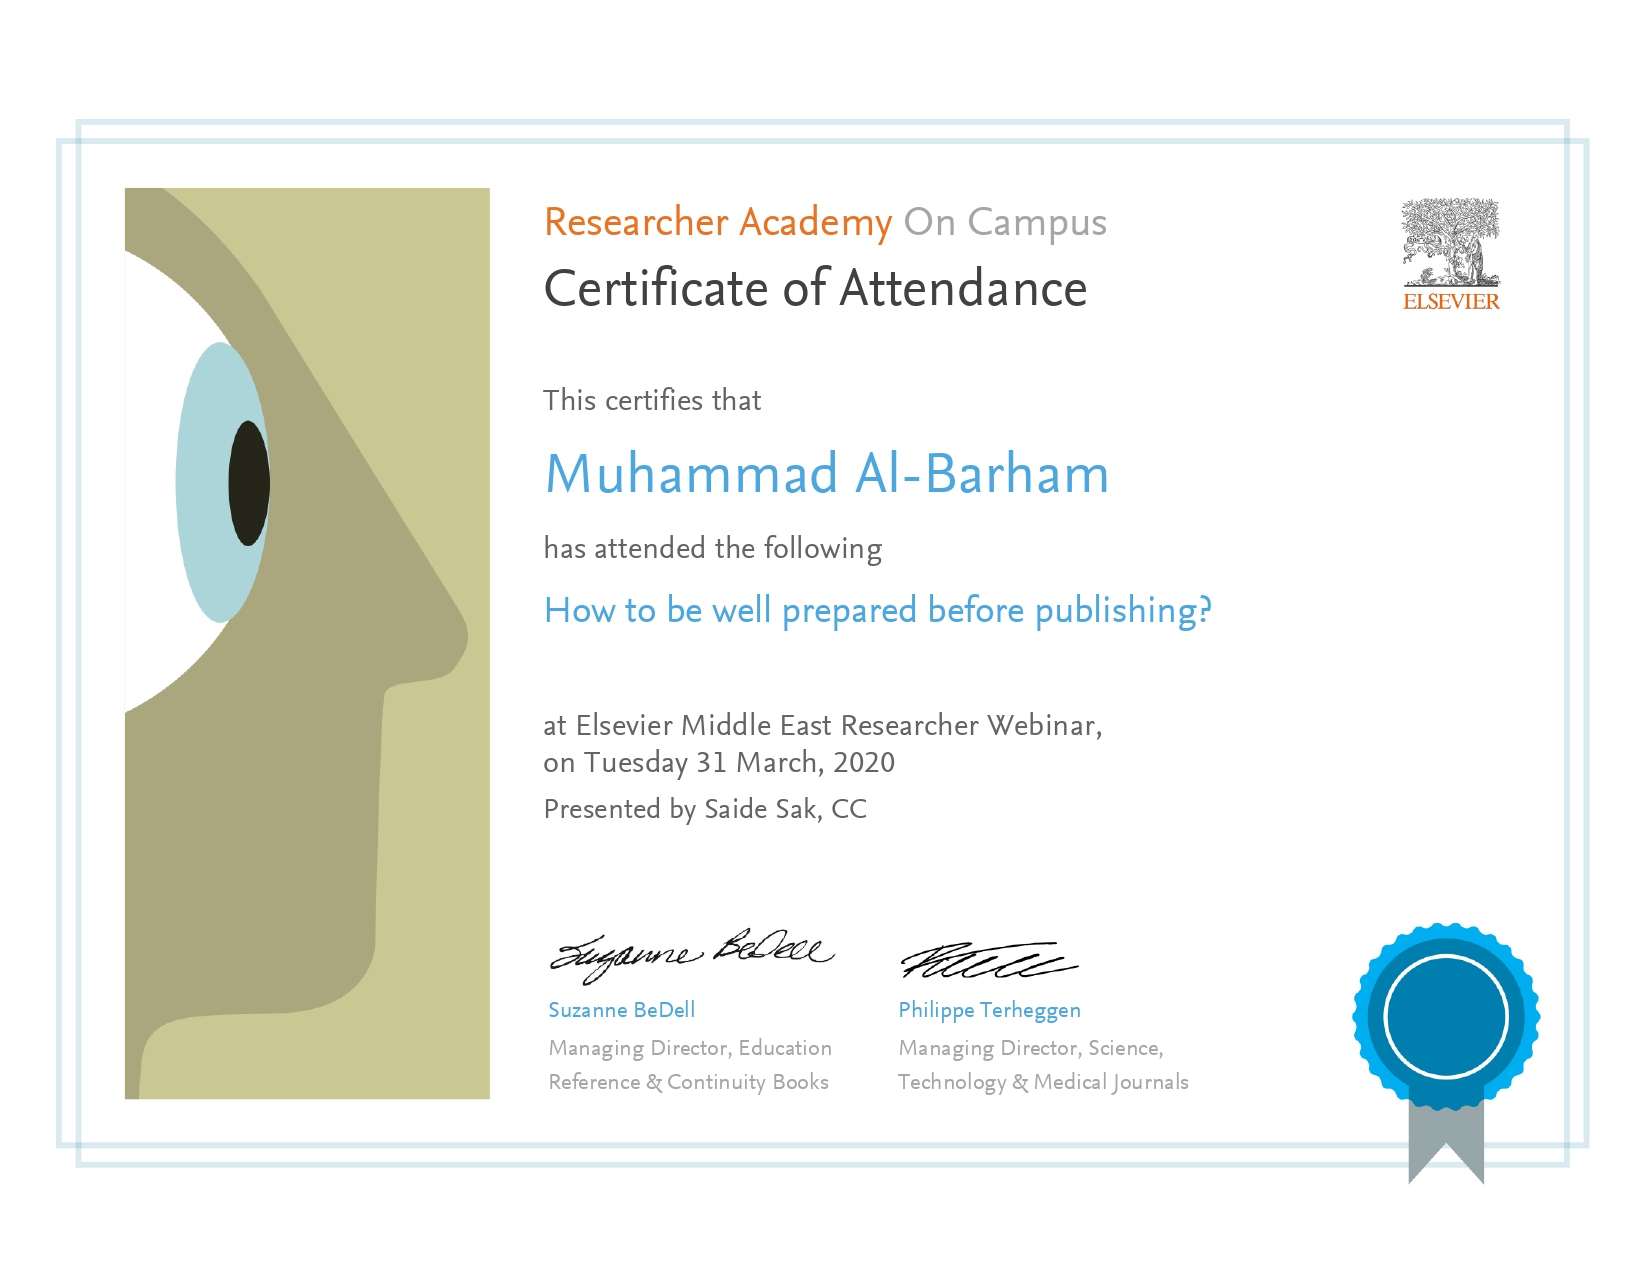 Researcher Academy On Campus
Certificate of Attendance
ELSEVIER
This certifies that
Muhammad Al-Barham
has attended the following
How to be well prepared before publishing?
at Elsevier Middle East Researcher Webinar,
on Tuesday 31 March, 2020
Presented by Saide Sak, CC
Suzanne BeDell
Suzanne BeDell
Managing Director, Education
Reference & Continuity Books
Philippe Terheggen
Managing Director, Science,
Technology & Medical Journals